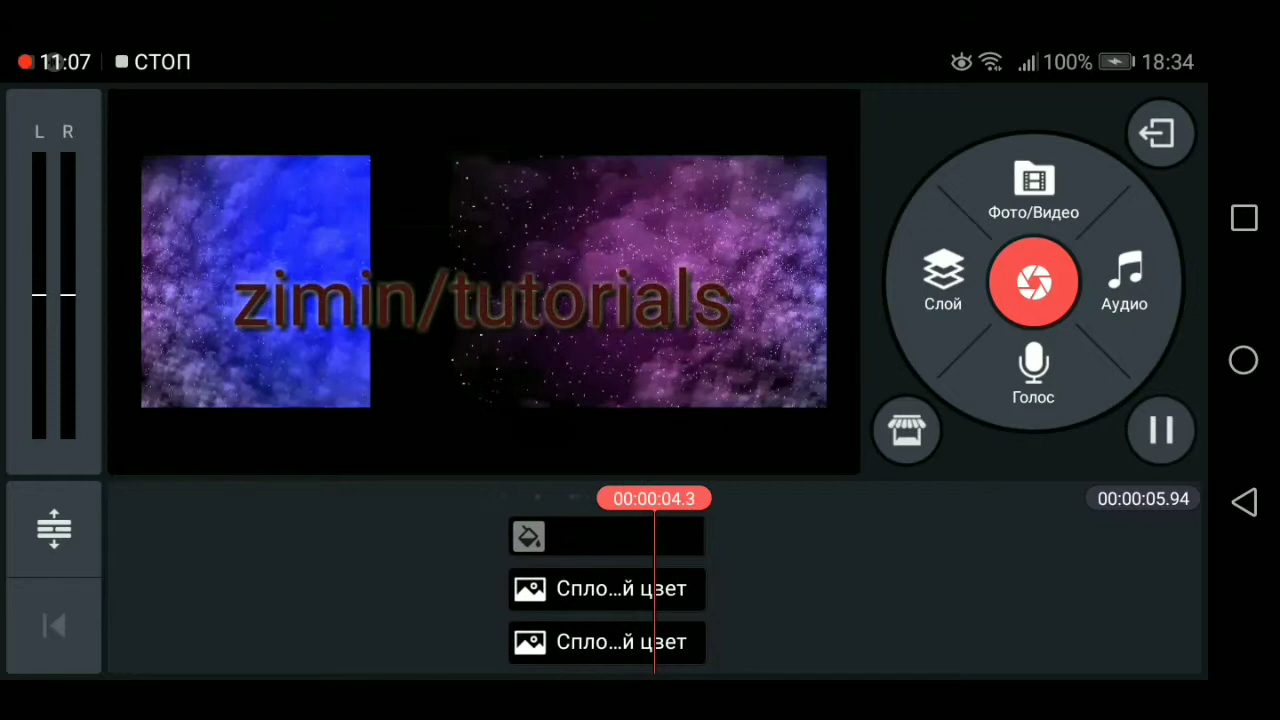 11:07 СТОП 100% 18:34
L R
Фото/Видео
Слой
Аудио
Голос
zimin/tutorials
00:00:04.3
00:00:05.94
Спло...й цвет
Спло...й цвет